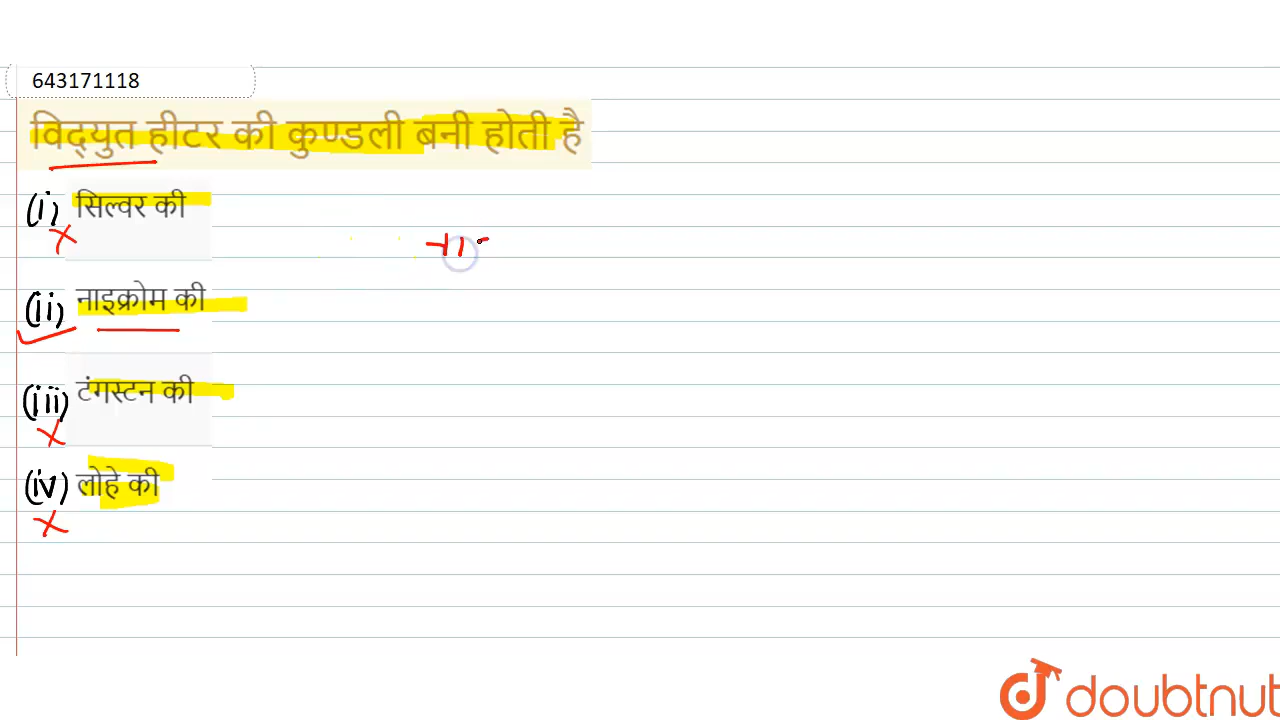 643171118
विद्युत हीटर की कुण्डली बनी होती है
(i) सिल्वर की
(ii) नाइक्रोम की
(iii) टंगस्टन की
(iv) लोहे की
doubtnut